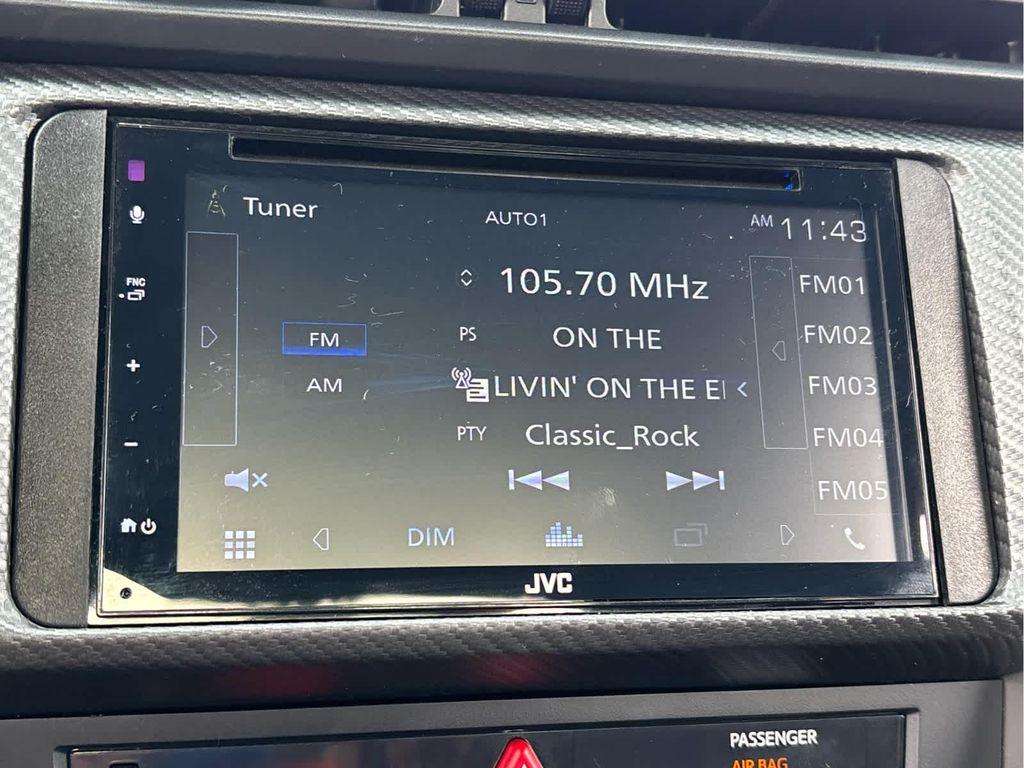 Tuner
AUTO1
AM 11:43
FNC
105.70 MHz
FM01
FM
PS
ON THE
FM02
AM
LIVIN' ON THE
FM03
PTY
Classic_Rock
FM04
FM05
DIM
JVC
PASSENGER
AIR BAG